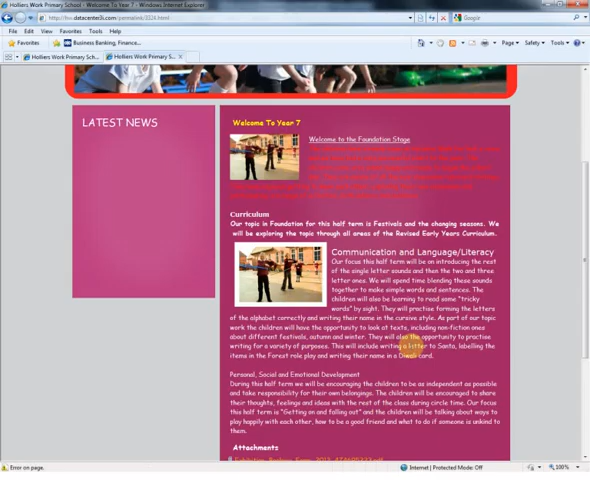 Holliers Work Primary School - Welcome To Year 7 - Windows Internet Explorer
Google
File Edit View Favorites Tools Help
Favorites Business Banking, Finance...
Holliers Work Primary Sch... Holliers Work Primary S... Page Safety Tools
LATEST NEWS
Welcome To Year 7
Welcome to the Foundation Stage
Curriculum
Our topic in Foundation for this half term is Festivals and the changing seasons. We
will be exploring the topic through all areas of the Revised Early Years Curriculum.
Communication and Language/Literacy
Our focus this half term will be on introducing the rest
of the single letter sounds and then the two and three
letter ones. We will spend time blending these sounds
together to make simple words and sentences. The
children will also be learning to read some "tricky
words" by sight. They will practise forming the letters
of the alphabet correctly and writing their name in the cursive style. As part of our topic
work the children will have the opportunity to look at texts, including non-fiction ones
about different festivals, autumn and winter. They will also the opportunity to practise
writing for a variety of purposes. This will include writing a letter to Santa, labelling the
items in the Forest role play and writing their name in a Diwali card.
Personal, Social and Emotional Development
During this half term we will be encouraging the children to be as independent as possible
and take responsibility for their own belongings. The children will be encouraged to share
their thoughts, feelings and ideas with the rest of the class during circle time. Our focus
this half term is "Getting on and falling out" and the children will be talking about ways to
play happily with each other, how to be a good friend and what to do if someone is unkind to
them.
Attachments
Error on page. Internet | Protected Mode: Off 100%